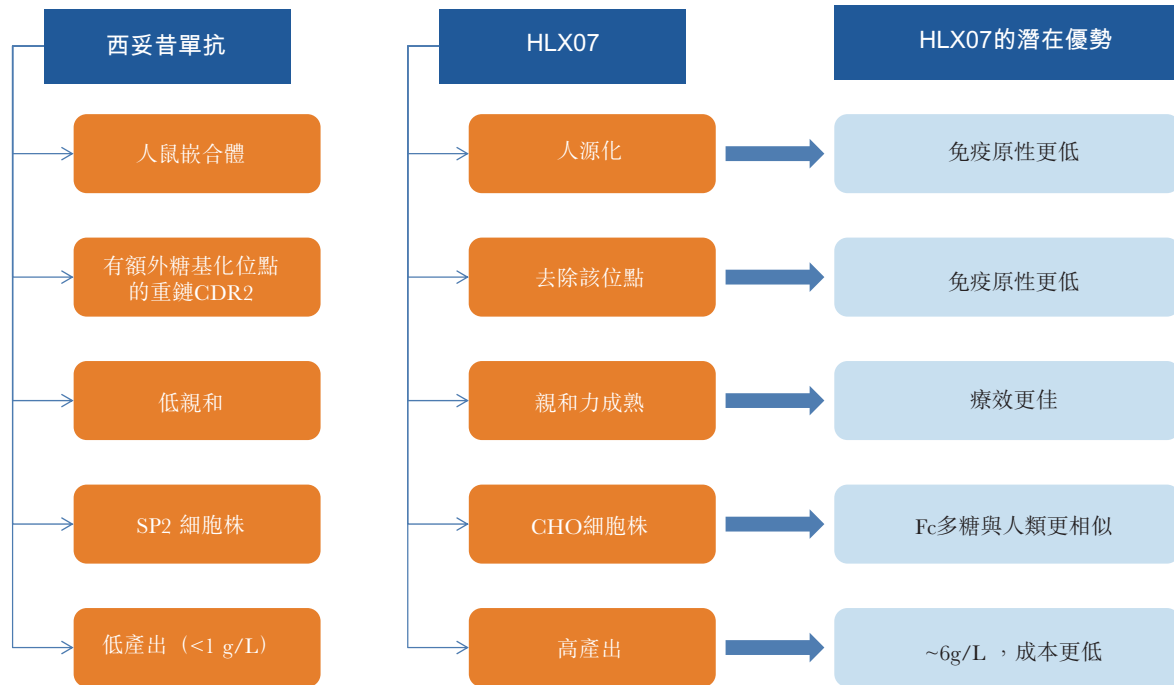 西妥昔單抗
HLX07
HLX07的潛在優勢
人鼠嵌合體
人源化
免疫原性更低
有額外糖基化位點
的重鏈CDR2
去除該位點
免疫原性更低
低親和
親和力成熟
療效更佳
SP2 細胞株
CHO細胞株
Fc多糖與人類更相似
低產出（<1 g/L）
高產出
~6g/L ，成本更低